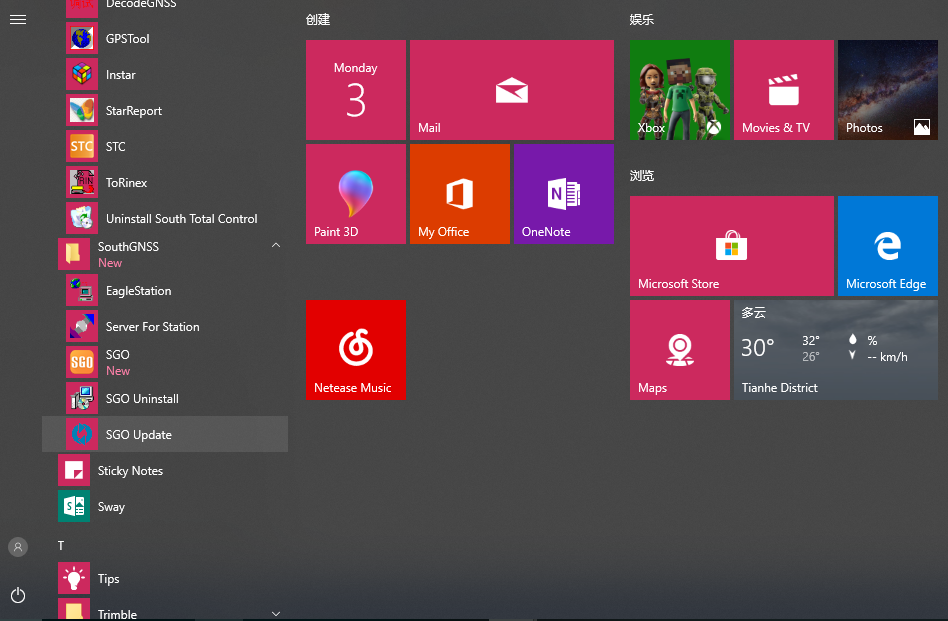 DecodeGNSS
GPSTool
Instar
StarReport
STC
STC
ToRinex
Uninstall South Total Control
SouthGNSS
New
EagleStation
Server For Station
SGO
SGO
New
SGO Uninstall
SGO Update
Sticky Notes
Sway
T
Tips
Trimble
创建
Monday
3
Mail
Paint 3D
My Office
OneNote
Netease Music
娱乐
Xbox
Movies & TV
Photos
浏览
Microsoft Store
Microsoft Edge
Maps
多云
30° 32° %
26° -- km/h
Tianhe District